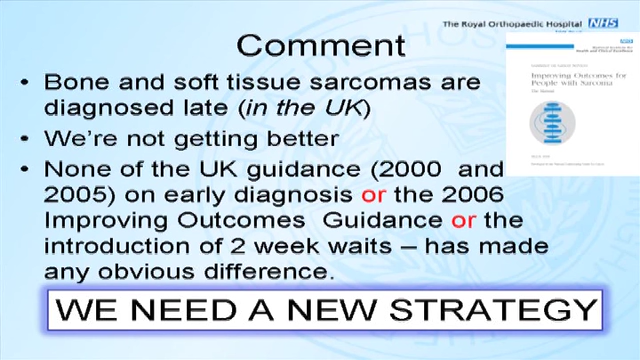 The Royal Orthopaedic Hospital NHS
Comment
• Bone and soft tissue sarcomas are
diagnosed late (in the UK)
• We're not getting better
• None of the UK guidance (2000 and
2005) on early diagnosis or the 2006
Improving Outcomes Guidance or the
introduction of 2 week waits – has made
any obvious difference.
WE NEED A NEW STRATEGY
NHS
Improving Outcomes for
People with Sarcoma
The Manual